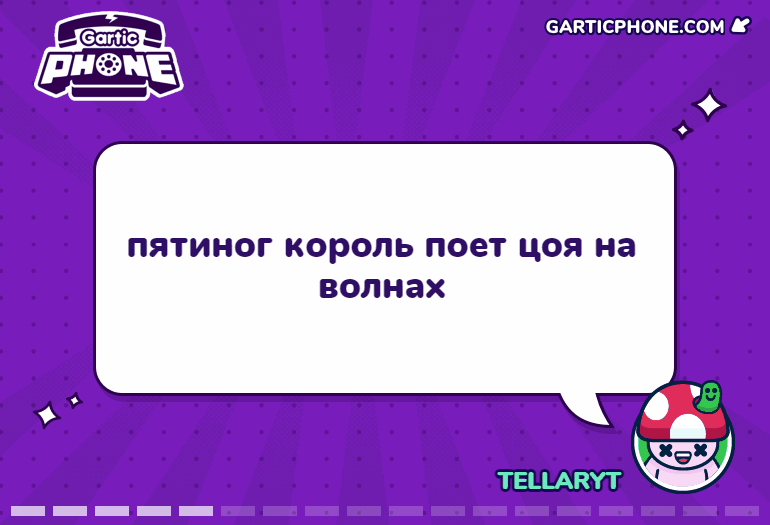 Gartic
PHONE
GARTICPHONE.COM
пятиног король поет цоя на
волнах
TELLARYT